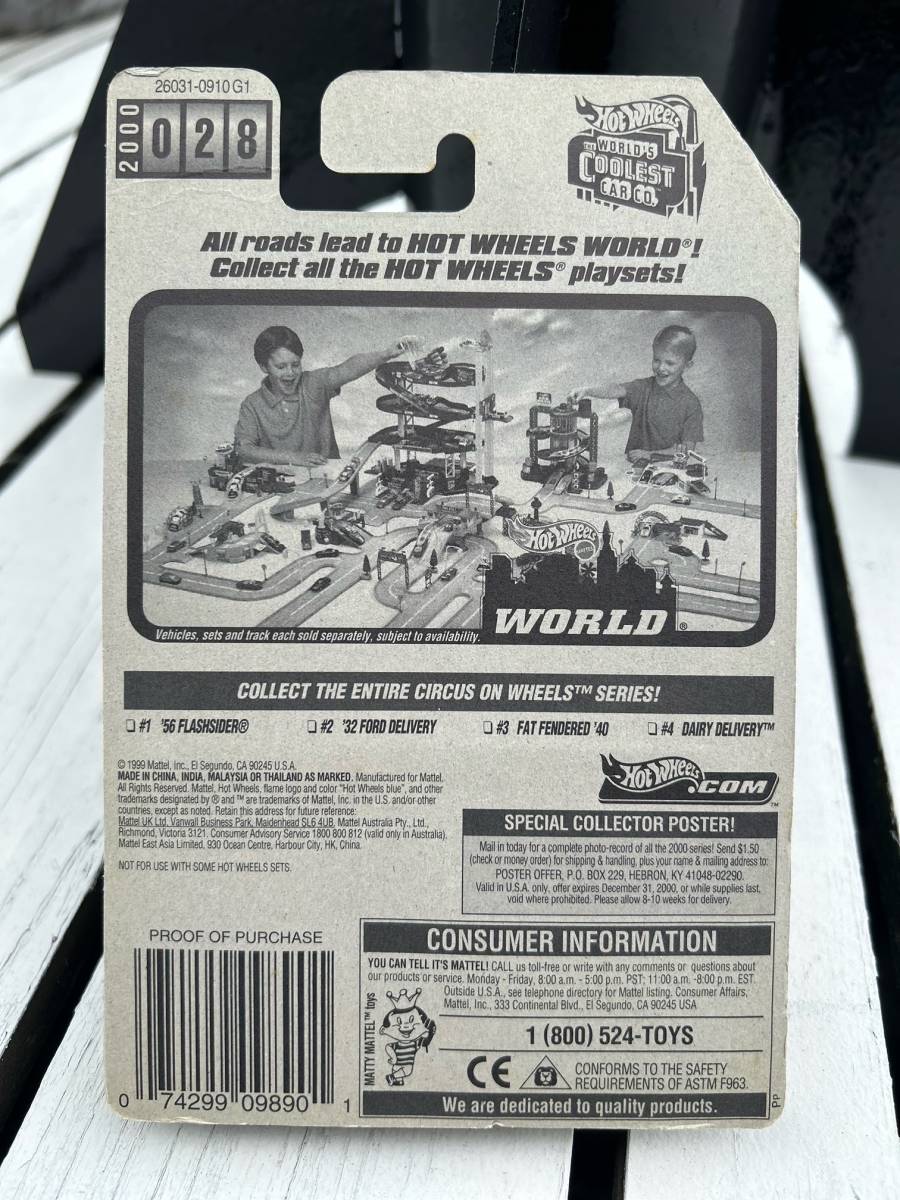 26031-0910 G1
2000
028
HOT WHEELS
THE WORLD'S
COOLEST
CAR CO.™
All roads lead to HOT WHEELS WORLD®!
Collect all the HOT WHEELS® playsets!
HOT WHEELS
MATTEL
WORLD®
Vehicles, sets and track each sold separately, subject to availability.
COLLECT THE ENTIRE CIRCUS ON WHEELS™ SERIES!
❏ #1 '56 FLASHSIDER® ❏ #2 '32 FORD DELIVERY ❏ #3 FAT FENDERED '40 ❏ #4 DAIRY DELIVERY™
© 1999 Mattel, Inc., El Segundo, CA 90245 U.S.A.
MADE IN CHINA, INDIA, MALAYSIA OR THAILAND AS MARKED. Manufactured for Mattel.
All Rights Reserved. Mattel, Hot Wheels, flame logo and color "Hot Wheels blue", and other
trademarks designated by ® and ™ are trademarks of Mattel, Inc. in the U.S. and/or other
countries, except as noted. Retain this address for future reference:
Mattel UK Ltd, Vanwall Business Park, Maidenhead SL6 4UB. Mattel Australia Pty., Ltd.,
Richmond, Victoria 3121. Consumer Advisory Service 1800 800 812 (valid only in Australia).
Mattel East Asia Limited, 930 Ocean Centre, Harbour City, HK, China.
NOT FOR USE WITH SOME HOT WHEELS SETS.
HOT WHEELS.COM™
SPECIAL COLLECTOR POSTER!
Mail in today for a complete photo-record of all the 2000 series! Send $1.50
(check or money order) for shipping & handling, plus your name & mailing address to:
POSTER OFFER, P.O. BOX 229, HEBRON, KY 41048-02290.
Valid in U.S.A. only, offer expires December 31, 2000, or while supplies last,
void where prohibited. Please allow 8-10 weeks for delivery.
PROOF OF PURCHASE
0 74299 09890 1
CONSUMER INFORMATION
YOU CAN TELL IT'S MATTEL! CALL us toll-free or write with any comments or questions about
our products or service. Monday - Friday, 8:00 a.m. - 5:00 p.m. PST; 11:00 a.m. -8:00 p.m. EST.
Outside U.S.A., see telephone directory for Mattel listing. Consumer Affairs,
Mattel, Inc., 333 Continental Blvd., El Segundo, CA 90245 USA
MATTY MATTEL™ toys
1 (800) 524-TOYS
CE
CONFORMS TO THE SAFETY
REQUIREMENTS OF ASTM F963.
We are dedicated to quality products.
PP